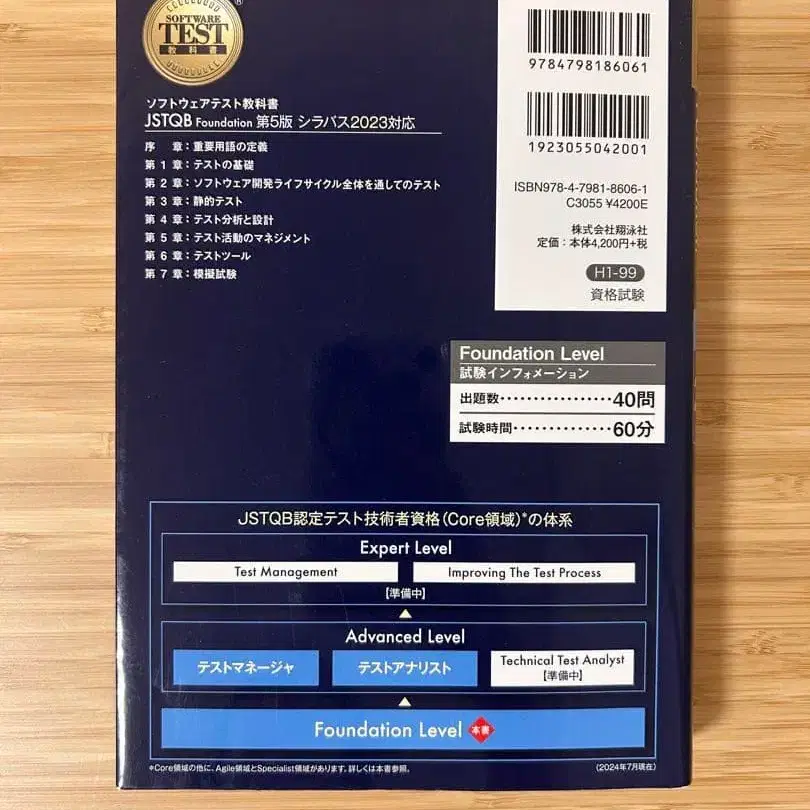 SOFTWARE
TEST
教科書
®
ソフトウェアテスト教科書
JSTQB Foundation 第5版 シラバス2023対応
序 章：重要用語の定義
第 1 章：テストの基礎
第 2 章：ソフトウェア開発ライフサイクル全体を通してのテスト
第 3 章：静的テスト
第 4 章：テスト分析と設計
第 5 章：テスト活動のマネジメント
第 6 章：テストツール
第 7 章：模擬試験
9784798186061
1923055042001
ISBN978-4-7981-8606-1
C3055 ¥4200E
株式会社翔泳社
定価：本体4,200円+税
H1-99
資格試験
Foundation Level
試験インフォメーション
出題数･････････････････40問
試験時間･･･････････････60分
JSTQB認定テスト技術者資格（Core領域）*の体系
Expert Level
Test Management
Improving The Test Process
【準備中】
Advanced Level
テストマネージャ
テストアナリスト
Technical Test Analyst
【準備中】
Foundation Level 本書
*Core領域の他に、Agile領域とSpecialist領域があります。詳しくは本書参照。
（2024年7月現在）